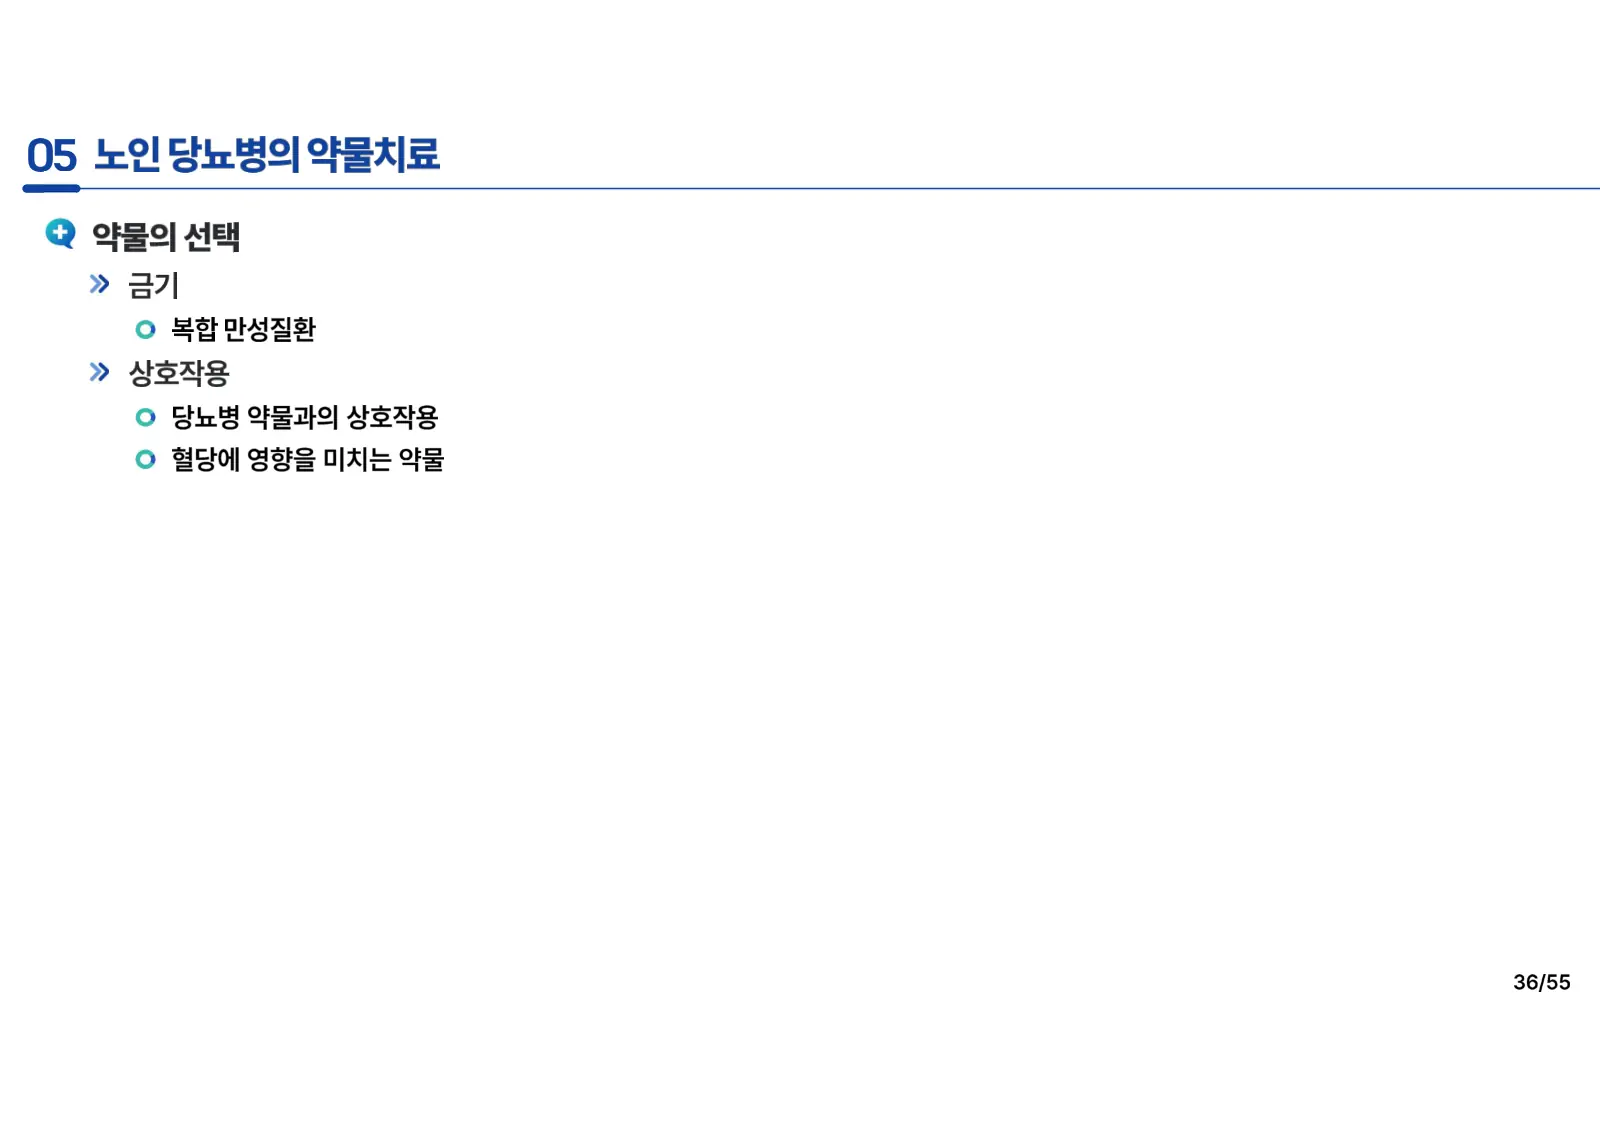 05 노인 당뇨병의 약물치료
약물의 선택
금기
복합 만성질환
상호작용
당뇨병 약물과의 상호작용
혈당에 영향을 미치는 약물
36/55